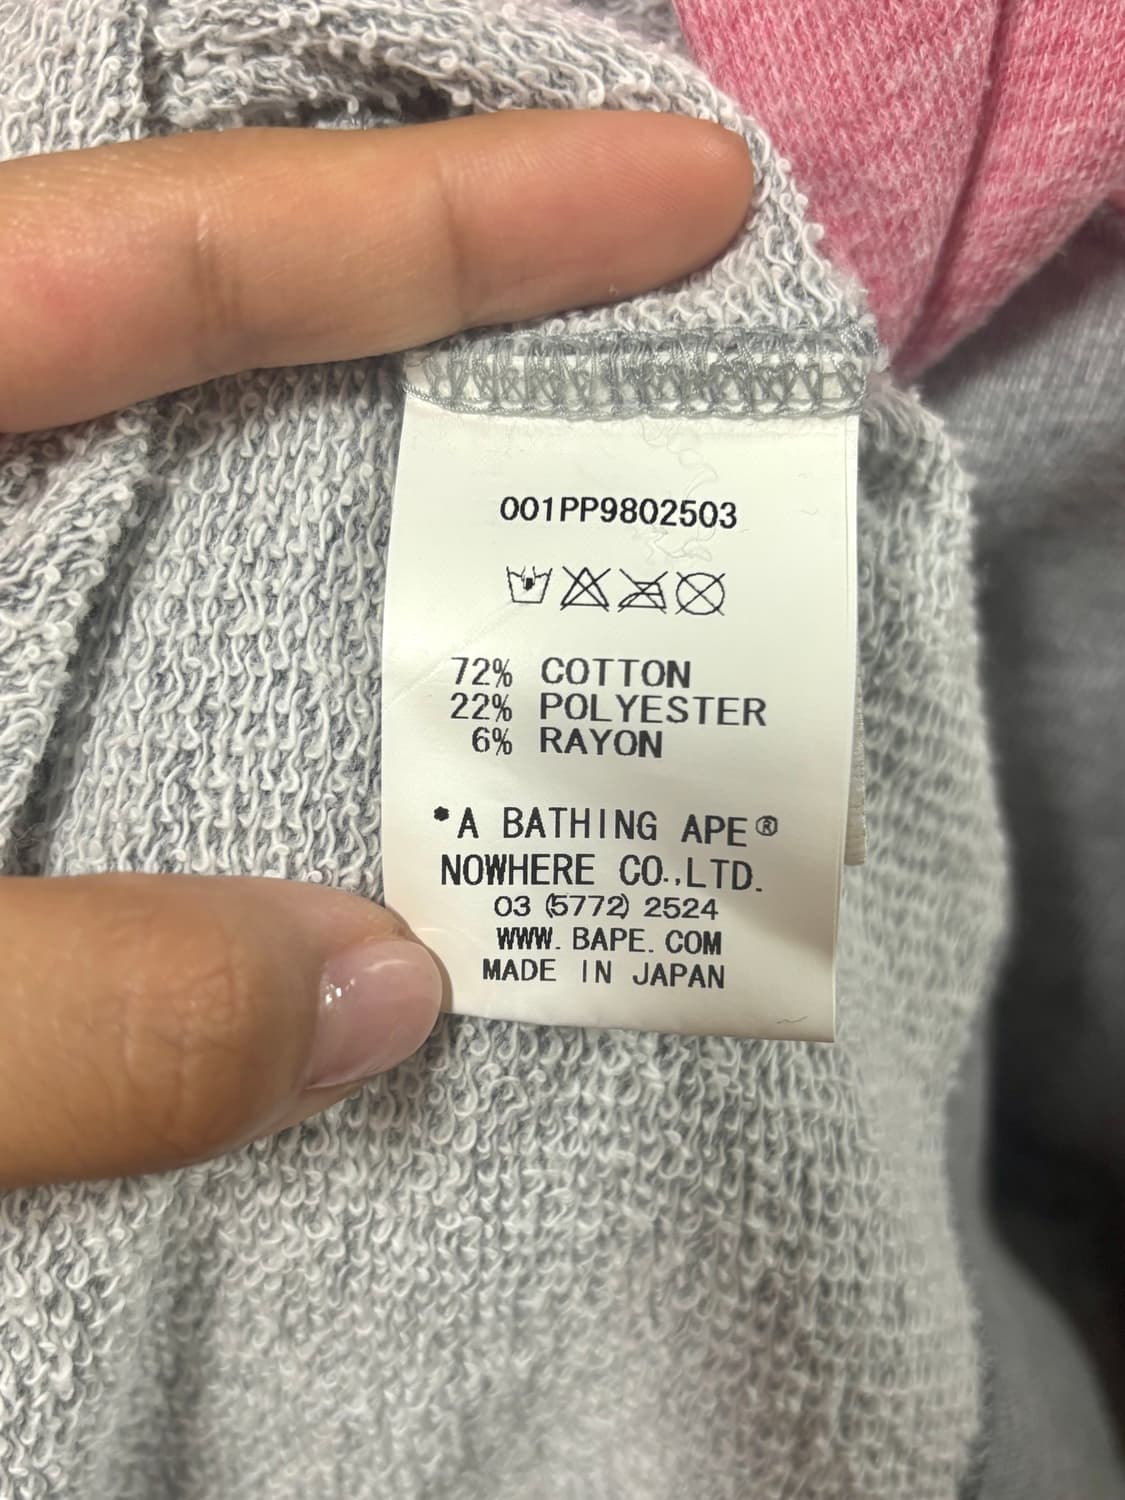 001PP9802503
72% COTTON
22% POLYESTER
6% RAYON
*A BATHING APE®
NOWHERE CO.,LTD.
03 (5772) 2524
WWW. BAPE. COM
MADE IN JAPAN